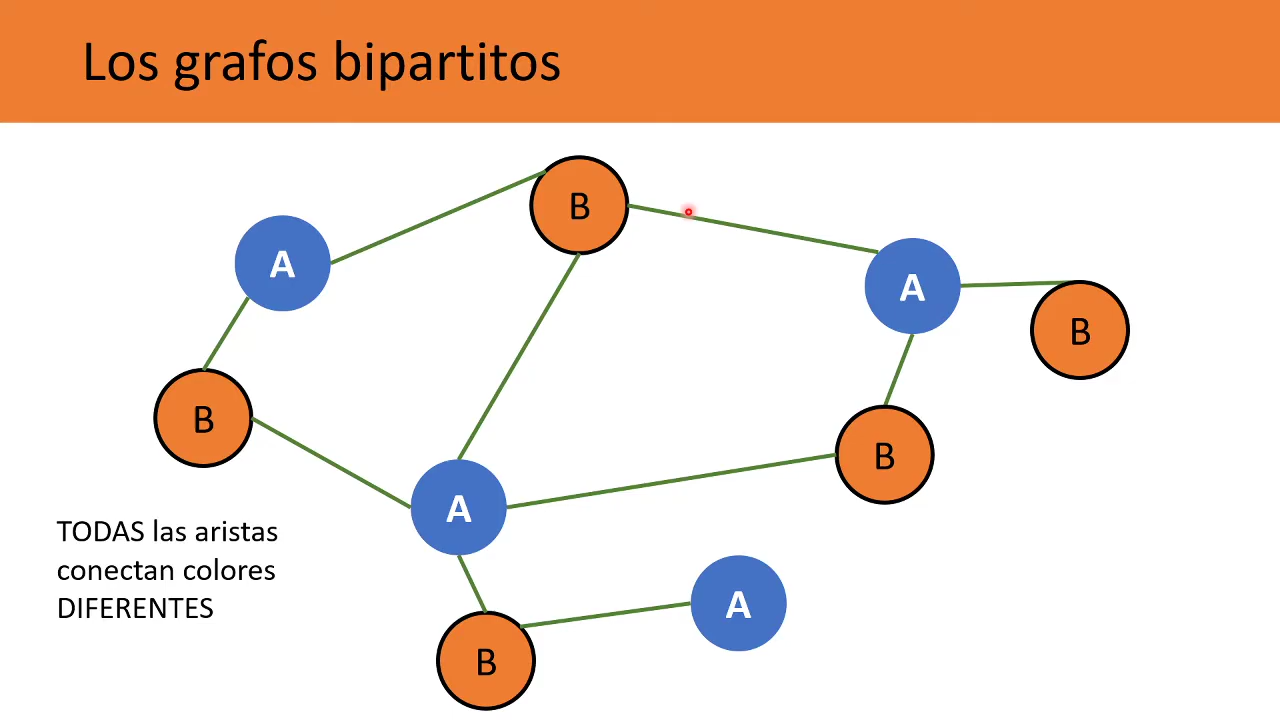 Los grafos bipartitos
B
A
A
B
B
B
A
TODAS las aristas
conectan colores
DIFERENTES
A
B